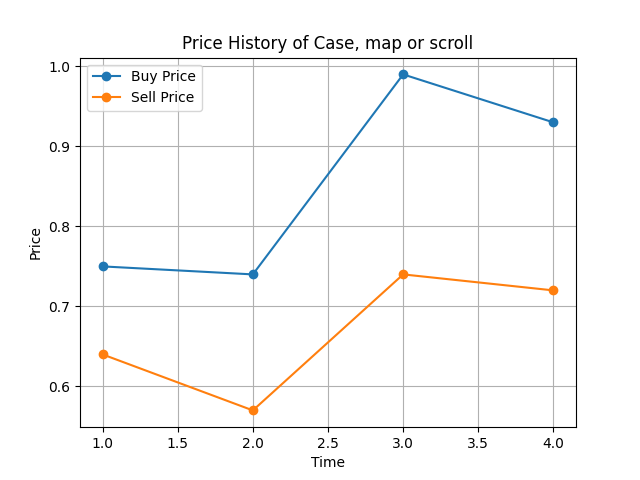 Price History of Case, map or scroll
Buy Price
Sell Price
1.0
0.9
0.8
0.7
0.6
Price
1.0 1.5 2.0 2.5 3.0 3.5 4.0
Time